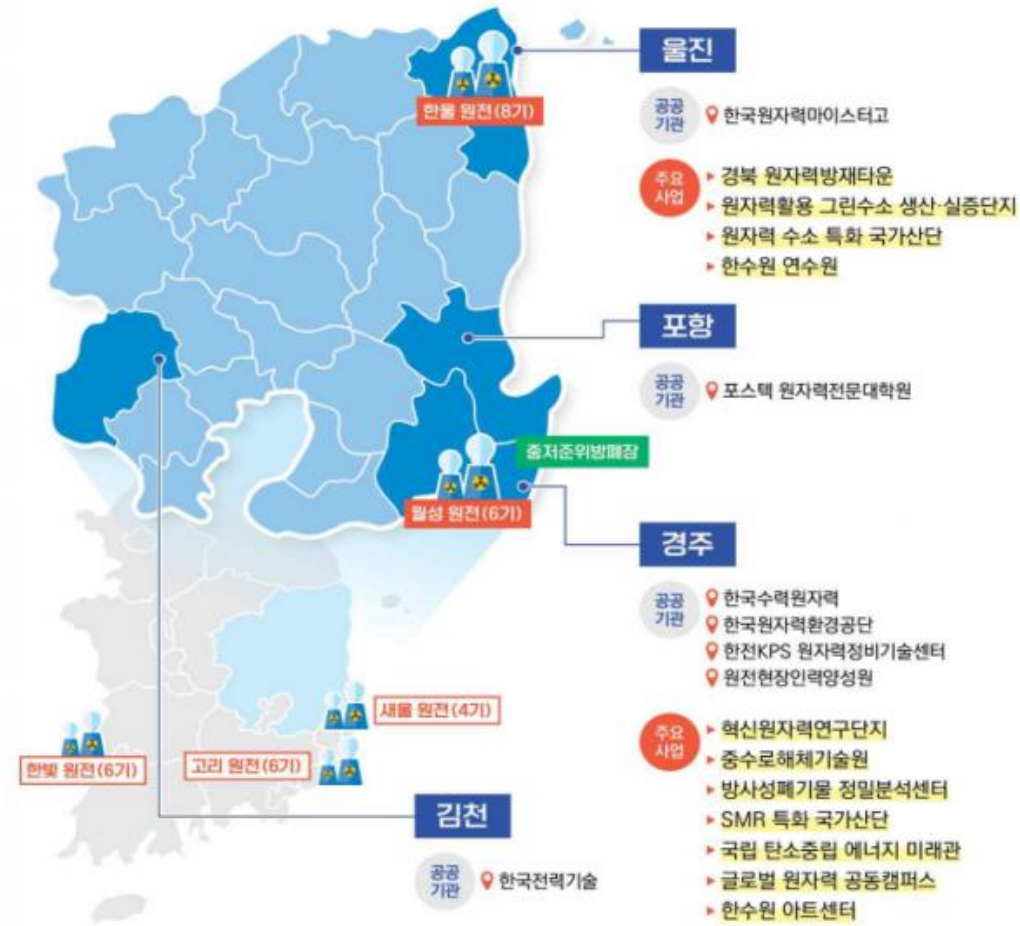 울진
공공
기관
한국원자력마이스터고
주요
사업
경북 원자력방재타운
원자력활용 그린수소 생산·실증단지
원자력 수소 특화 국가산단
한수원 연수원
한울 원전(8기)
포항
공공
기관
포스텍 원자력전문대학원
중저준위방폐장
월성 원전(6기)
경주
공공
기관
한국수력원자력
한국원자력환경공단
한전KPS 원자력정비기술센터
원전현장인력양성원
주요
사업
혁신원자력연구단지
중수로해체기술원
방사성폐기물 정밀분석센터
SMR 특화 국가산단
국립 탄소중립 에너지 미래관
글로벌 원자력 공동캠퍼스
한수원 아트센터
새울 원전(4기)
고리 원전(6기)
한빛 원전(6기)
김천
공공
기관
한국전력기술